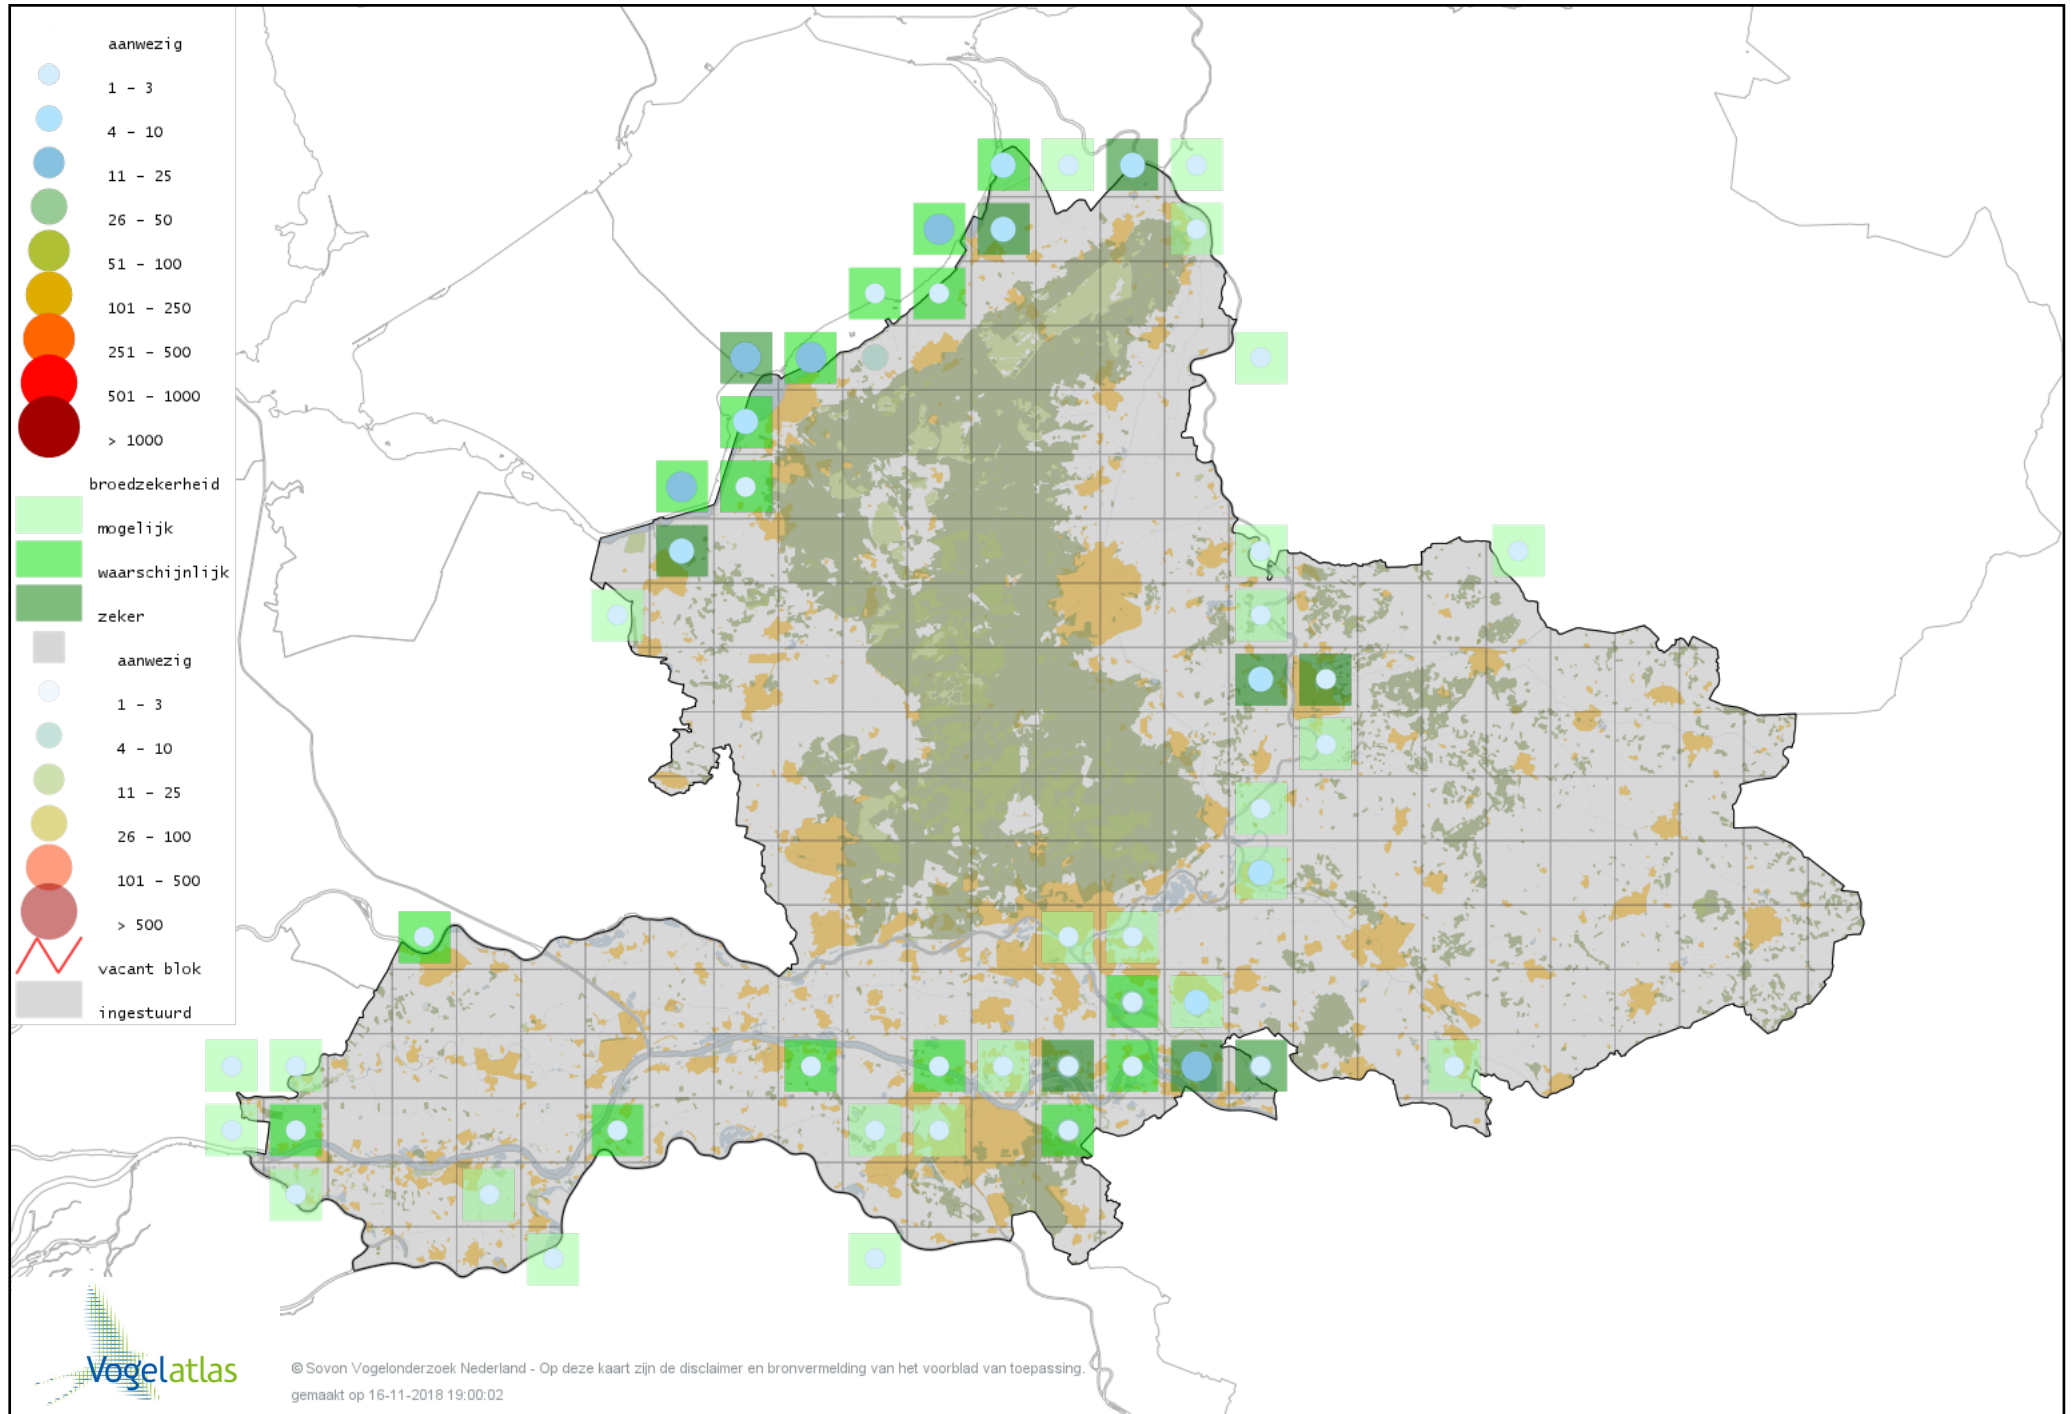 aanwezig
1 - 3
4 - 10
11 - 25
26 - 50
51 - 100
101 - 250
251 - 500
501 - 1000
> 1000
broedzekerheid
mogelijk
waarschijnlijk
zeker
aanwezig
1 - 3
4 - 10
11 - 25
26 - 100
101 - 500
> 500
vacant blok
ingestuurd
Vogelatlas
© Sovon Vogelonderzoek Nederland - Op deze kaart zijn de disclaimer en bronvermelding van het voorblad van toepassing.
gemaakt op 16-11-2018 19:00:02